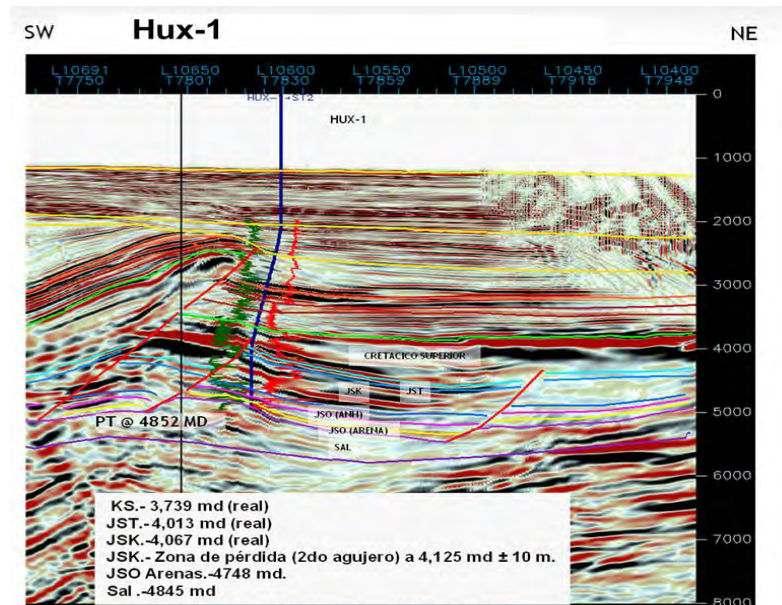 SW
Hux-1
NE
L10691 L10650 L10600 L10550 L10500 L10450 L10400
T7750 T7801 T7830 T7859 T7889 T7918 T7948
HUX-1
0
1000
2000
3000
CRETÁCICO SUPERIOR
4000
JSK JST
JSO (ANH)
PT @ 4852 MD
5000
JSO (ARENA)
SAL
6000
KS.- 3,739 md (real)
JST.-4,013 md (real)
JSK.-4,067 md (real)
7000
JSK.- Zona de pérdida (2do agujero) a 4,125 md ± 10 m.
JSO Arenas.-4748 md.
Sal .-4845 md
8000